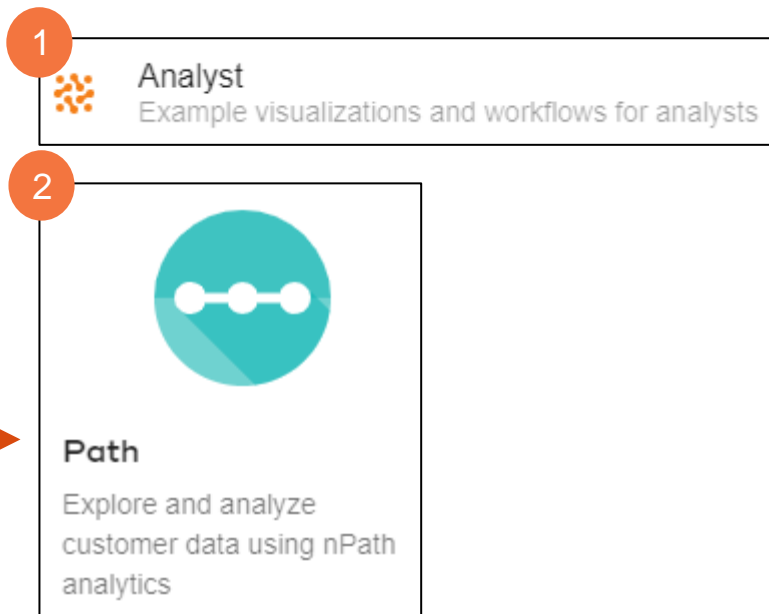 1
Analyst
Example visualizations and workflows for analysts
2
Path
Explore and analyze
customer data using nPath
analytics